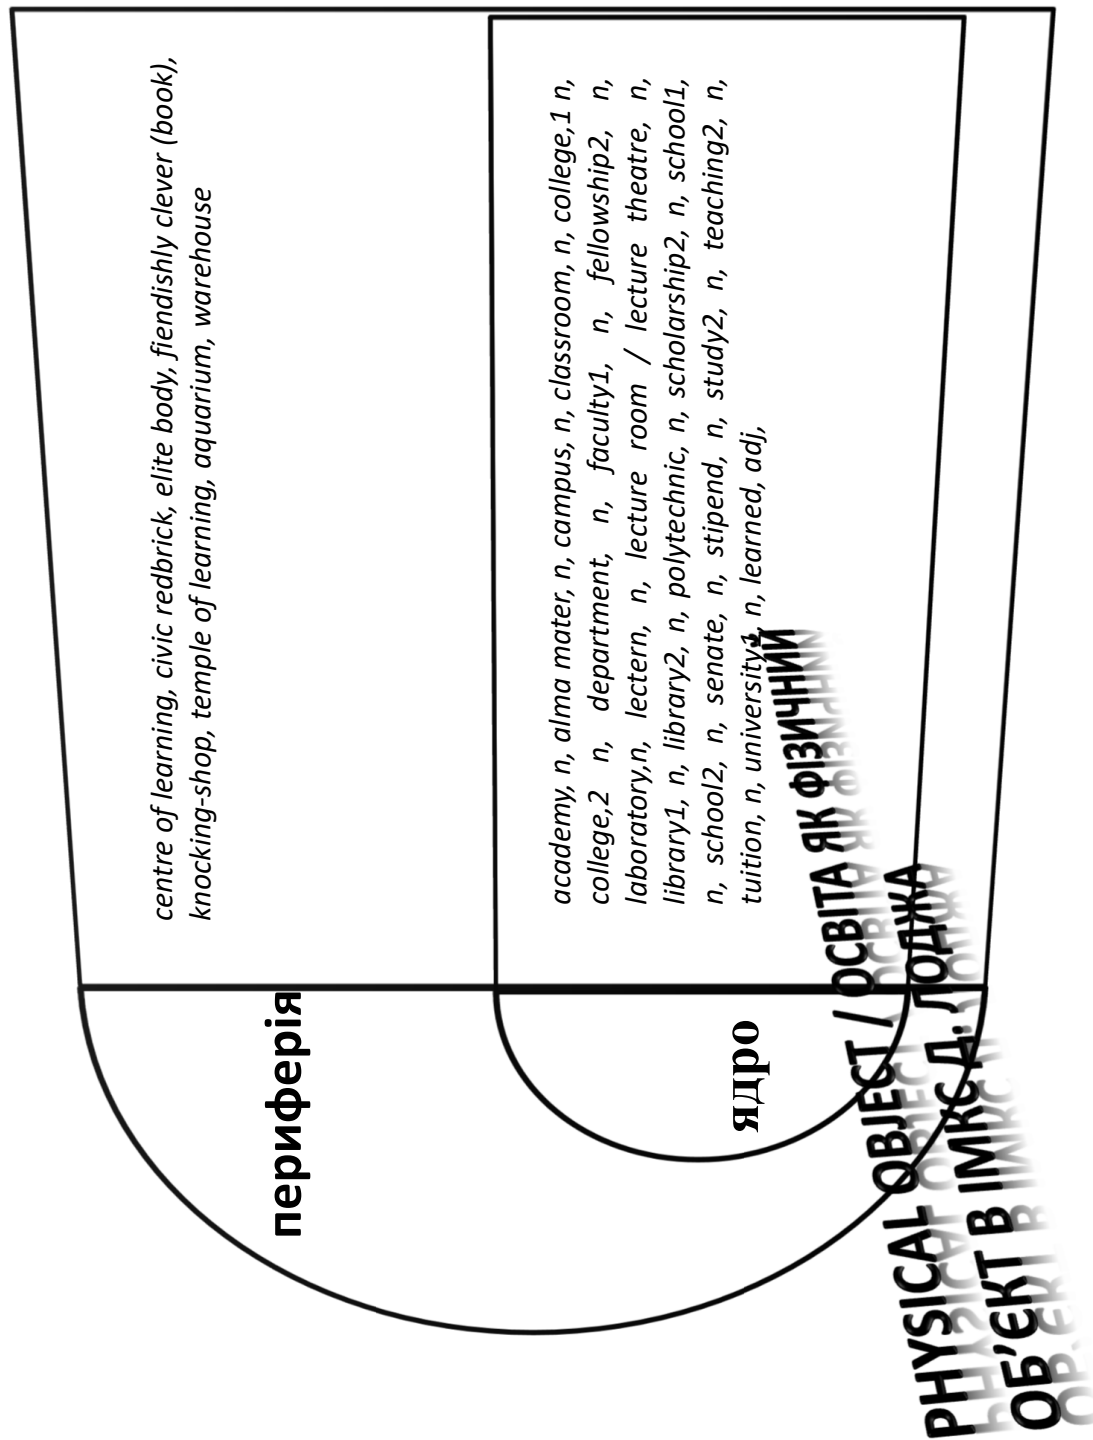 centre of learning, civic redbrick, elite body, fiendishly clever (book),
knocking-shop, temple of learning, aquarium, warehouse
периферія
academy, n, alma mater, n, campus, n, classroom, n, college,1 n,
college,2 n, department, n, faculty1, n, fellowship2, n,
laboratory,n, lectern, n, lecture room / lecture theatre, n,
library1, n, library2, n, polytechnic, n, scholarship2, n, school1,
n, school2, n, senate, n, stipend, n, study2, n, teaching2, n,
tuition, n, university1, n, learned, adj,
ядро
PHYSICAL OBJECT / ОСВІТА ЯК ФІЗИЧНИЙ
ОБ’ЄКТ В ІМКС Д. ЛОДЖА